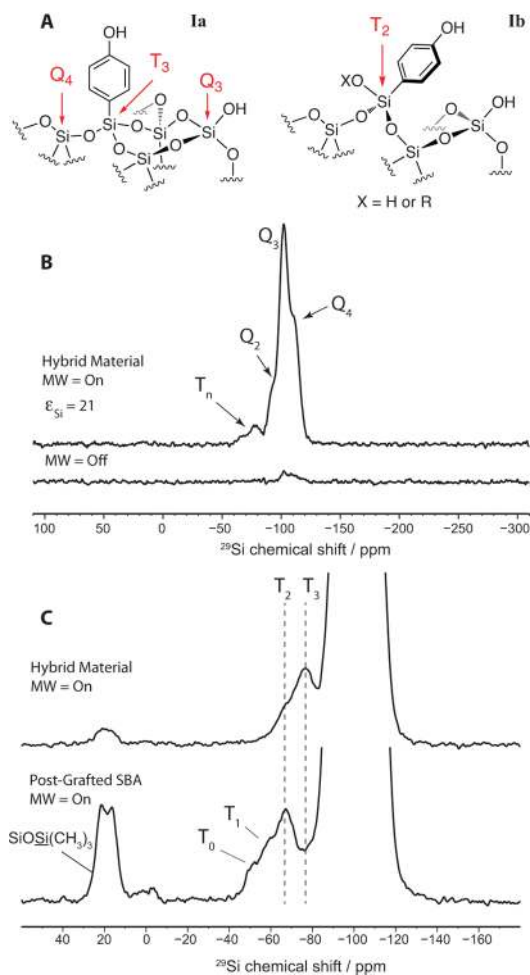 A
Ia
Ib
OH
T3
Q4
Q3
OH
O
O
Si
O
Si
O
Si
Si
O
O
Si
O
T2
OH
XO
Si
O
O
Si
O
Si
OH
O
X = H or R
B
Q3
Q4
Q2
Tn
Hybrid Material
MW = On
εSi = 21
MW = Off
100 50 0 −50 −100 −150 −200 −250 −300
29Si chemical shift / ppm
C
T2 T3
Hybrid Material
MW = On
Post-Grafted SBA
MW = On
SiOSi(CH3)3
T1
T0
60 40 20 0 −20 −40 −60 −80 −100 −120 −140 −160
29Si chemical shift / ppm